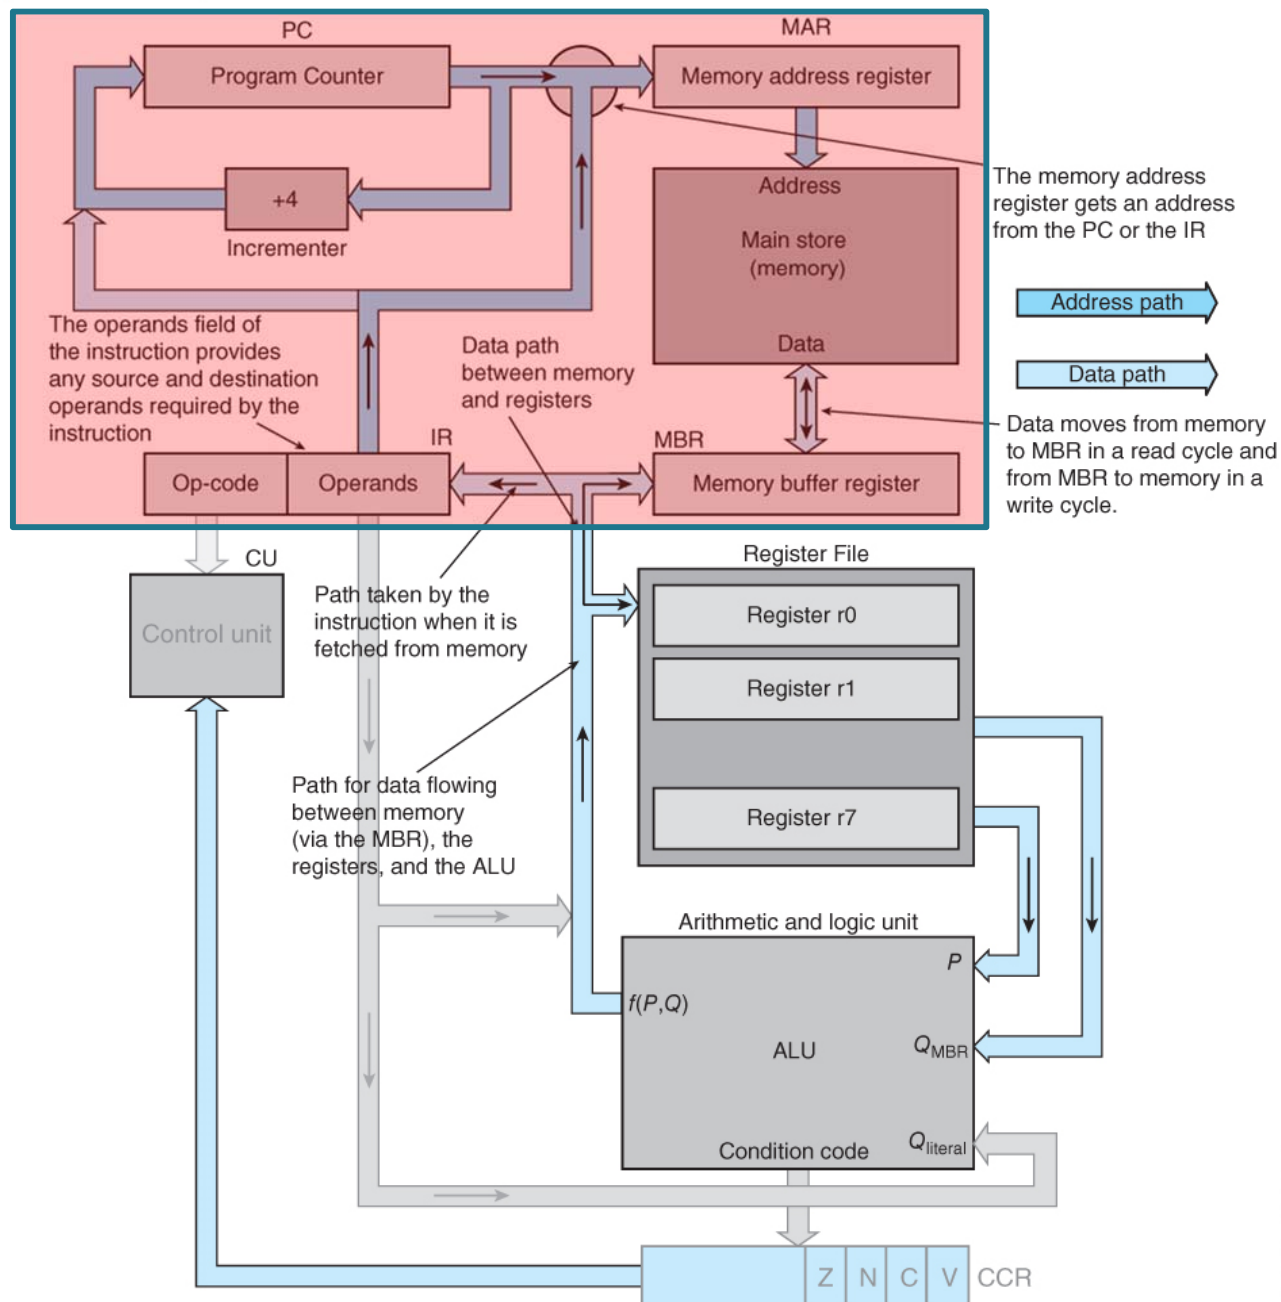 PC
MAR
Program Counter
Memory address register
+4
Incrementer
Address
Main store
(memory)
Data
The memory address
register gets an address
from the PC or the IR
Address path
Data path
The operands field of
the instruction provides
any source and destination
operands required by the
instruction
Data path
between memory
and registers
Data moves from memory
to MBR in a read cycle and
from MBR to memory in a
write cycle.
IR
MBR
Op-code
Operands
Memory buffer register
CU
Control unit
Path taken by the
instruction when it is
fetched from memory
Register File
Register r0
Register r1
Register r7
Path for data flowing
between memory
(via the MBR), the
registers, and the ALU
Arithmetic and logic unit
P
f(P,Q)
ALU
QMBR
Qliteral
Condition code
Z N C V CCR